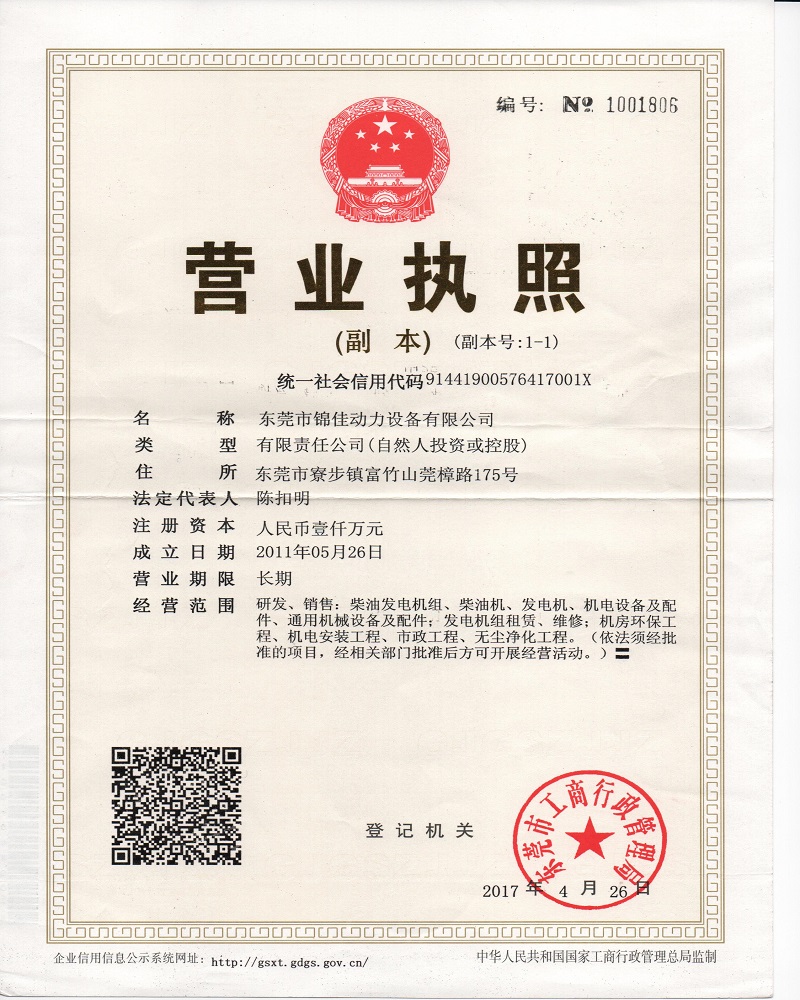 编号: №1001806
营业执照
(副 本) (副本号:1-1)
统一社会信用代码91441900576417001X
名 称 东莞市锦佳动力设备有限公司
类 型 有限责任公司(自然人投资或控股)
住 所 东莞市寮步镇富竹山莞樟路175号
法定代表人 陈扣明
注册资本 人民币壹仟万元
成立日期 2011年05月26日
营业期限 长期
经营范围 研发、销售：柴油发电机组、柴油机、发电机、机电设备及配
件、通用机械设备及配件；发电机组租赁、维修；机房环保工
程、机电安装工程、市政工程、无尘净化工程。（依法须经批
准的项目，经相关部门批准后方可开展经营活动。）
登记机关
东莞市工商行政管理局
2017 年 4 月 26 日
企业信用信息公示系统网址：http://gsxt.gdgs.gov.cn/
中华人民共和国国家工商行政管理总局监制